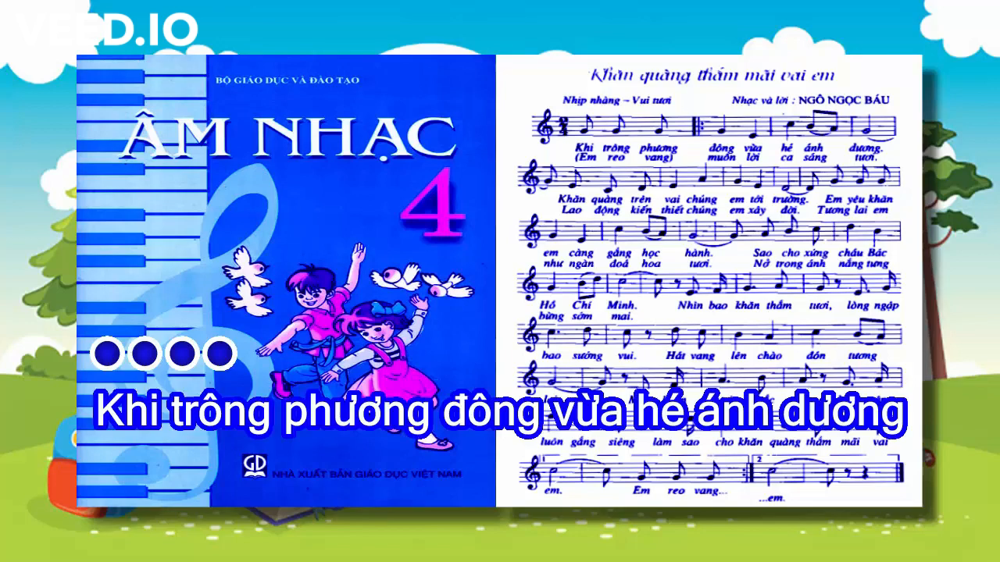 VEED.IO
BỘ GIÁO DỤC VÀ ĐÀO TẠO
ÂM NHẠC
4
NHÀ XUẤT BẢN GIÁO DỤC VIỆT NAM
Khăn quàng thắm mãi vai em
Nhịp nhàng – Vui tươi
Nhạc và lời : NGÔ NGỌC BÁU
Khi trông phương đông vừa hé ánh dương.
(Em reo vang) muôn lời ca sáng tươi.
Khăn quàng trên vai chúng em tới trường. Em yêu khăn
Lao động kiến thiết chúng em xây đời. Tương lai em
em càng gắng học hành. Sao cho xứng cháu Bác
như ngàn đoá hoa tươi. Nở trong ánh nắng tưng
Hồ Chí Minh. Nhìn bao khăn thắm tươi, lòng ngập
bừng sớm mai.
bao sướng vui. Hát vang lên chào đón tương
Khi trông phương đông vừa hé ánh dương
luôn gắng siêng làm sao cho khăn quàng thắm mãi vai
1
2
em. Em reo vang...
...em.
GD